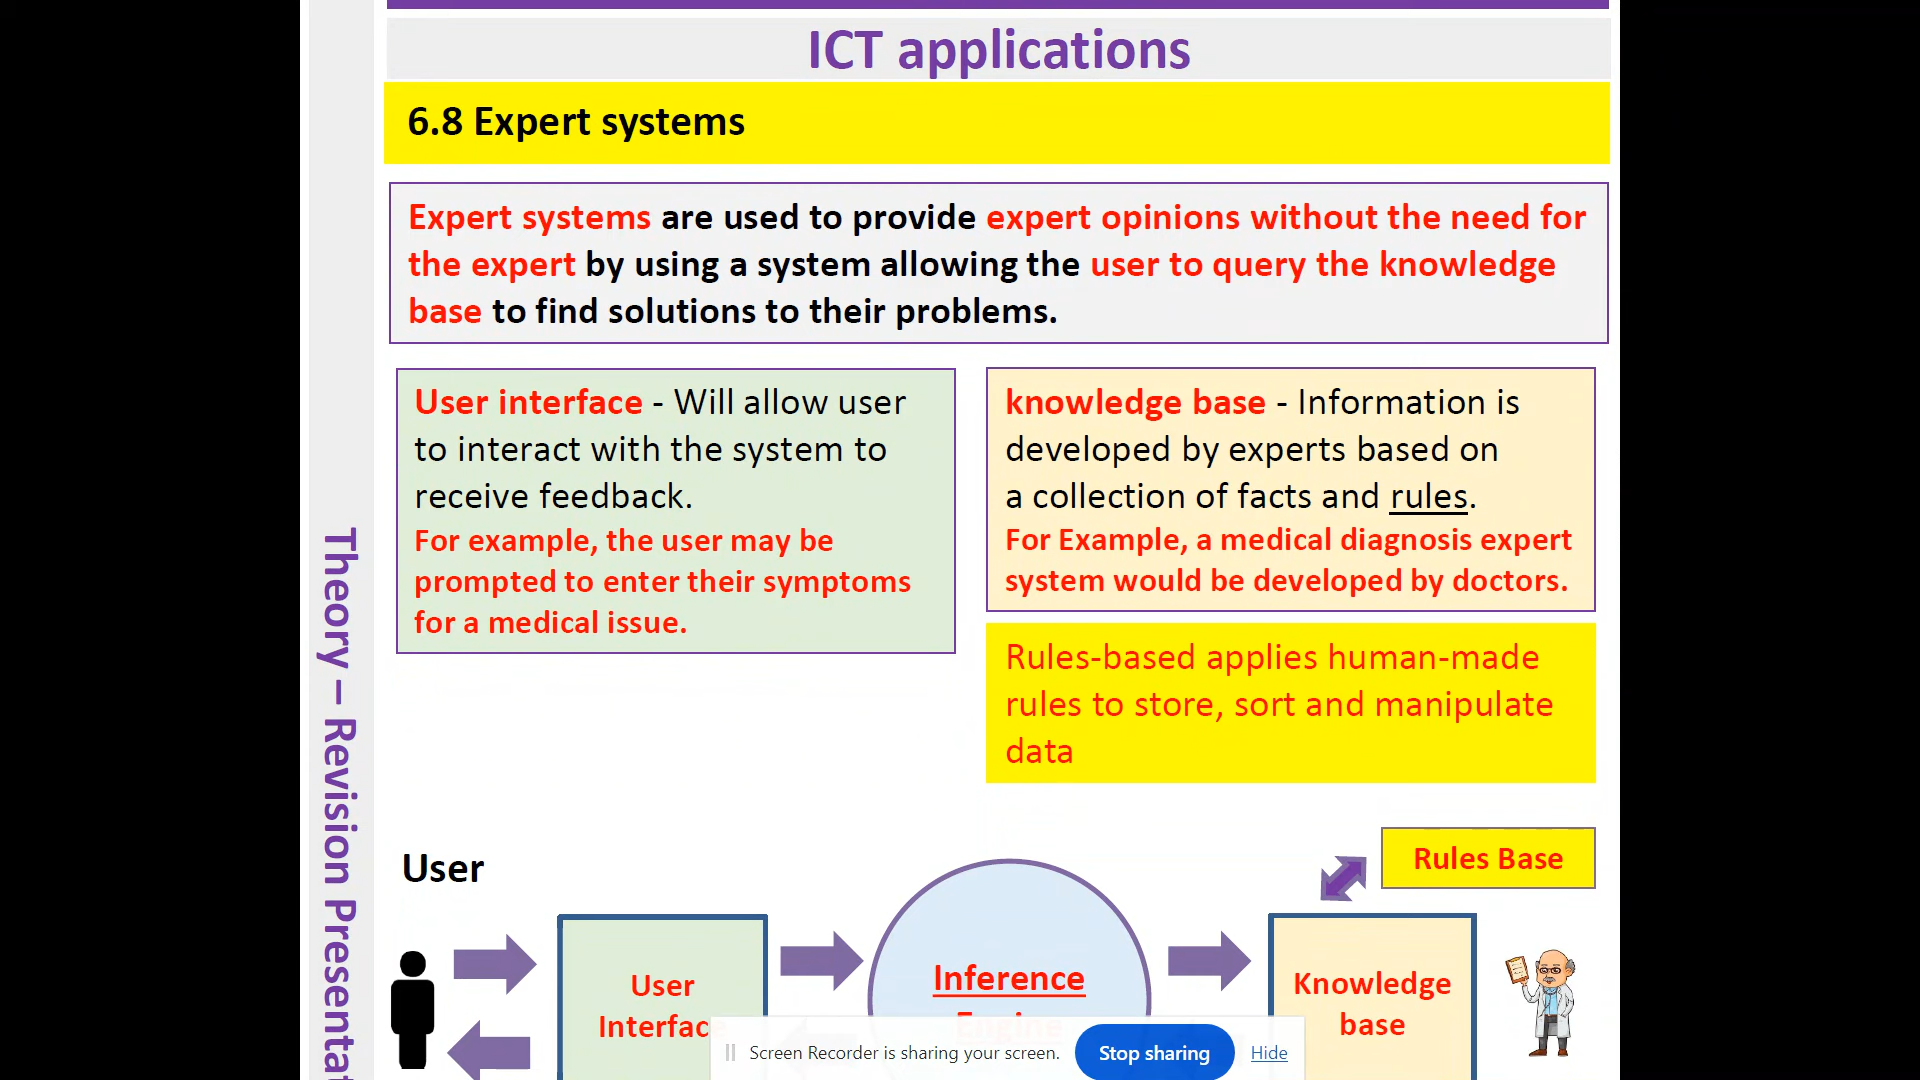 ICT applications
6.8 Expert systems
Expert systems are used to provide expert opinions without the need for
the expert by using a system allowing the user to query the knowledge
base to find solutions to their problems.
User interface - Will allow user
to interact with the system to
receive feedback.
For example, the user may be
prompted to enter their symptoms
for a medical issue.
knowledge base - Information is
developed by experts based on
a collection of facts and rules.
For Example, a medical diagnosis expert
system would be developed by doctors.
Rules-based applies human-made
rules to store, sort and manipulate
data
Theory – Revision Presentat
User
Rules Base
User
Interface
Inference
Engine
Knowledge
base
Screen Recorder is sharing your screen.
Stop sharing
Hide